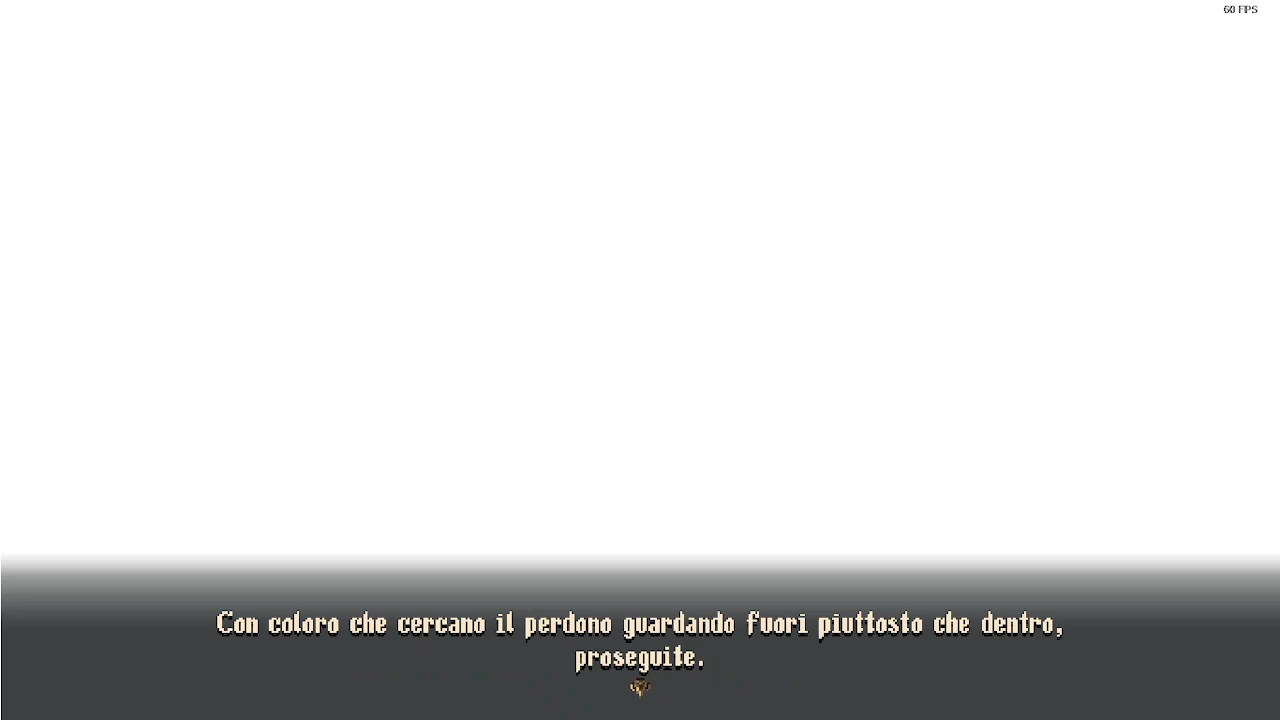 60 FPS
Con coloro che cercano il perdono guardando fuori piuttosto che dentro,
proseguite.